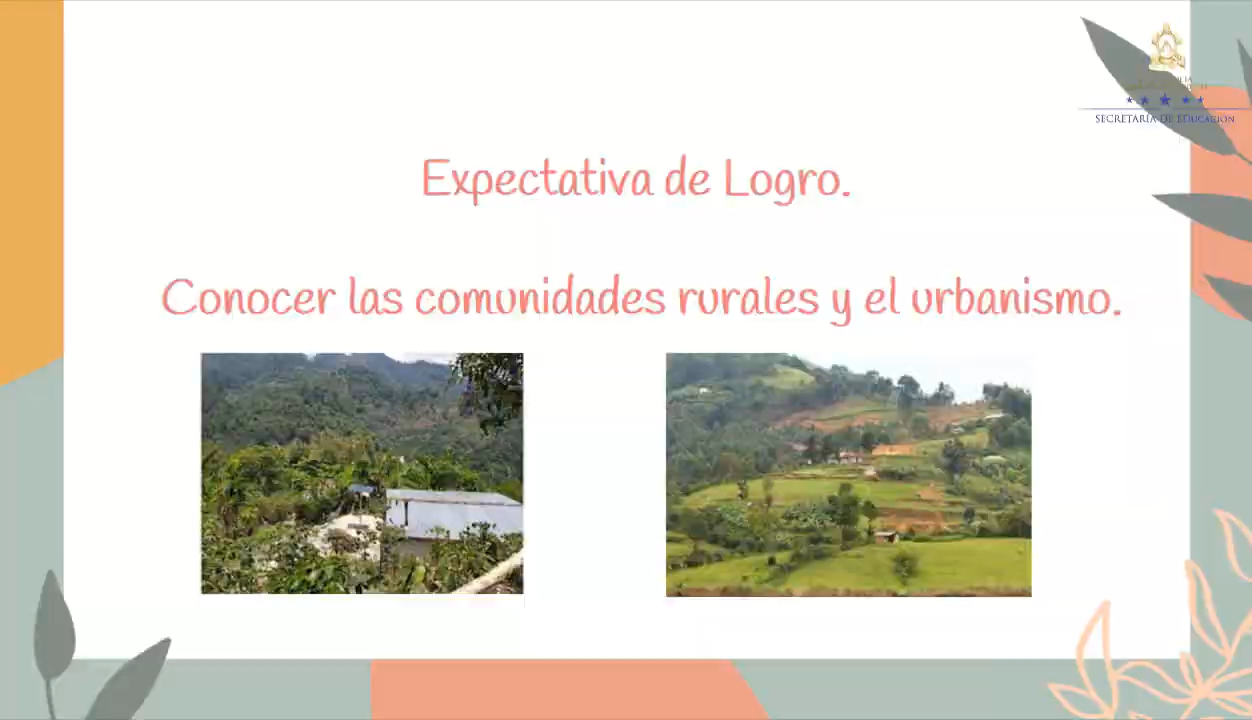 SECRETARÍA DE EDUCACIÓN
Expectativa de Logro.
Conocer las comunidades rurales y el urbanismo.